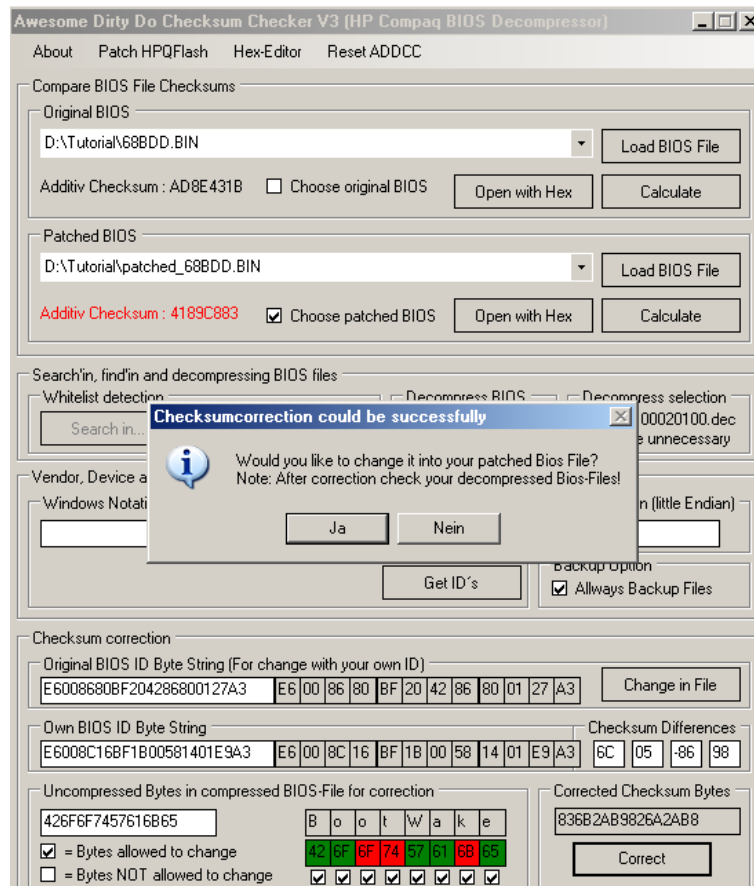 Awesome Dirty Do Checksum Checker V3 (HP Compaq BIOS Decompressor)
About Patch HPQFlash Hex-Editor Reset ADDCC
Compare BIOS File Checksums
Original BIOS
D:\Tutorial\68BDD.BIN
Load BIOS File
Additiv Checksum : AD8E431B Choose original BIOS Open with Hex Calculate
Patched BIOS
D:\Tutorial\patched_68BDD.BIN
Load BIOS File
Additiv Checksum : 4189C883 Choose patched BIOS Open with Hex Calculate
Search'in, find'in and decompressing BIOS files
Whitelist detection Decompress BIOS Decompress selection
Search in... 00020100.dec
unnecessary
Checksumcorrection could be successfully
Would you like to change it into your patched Bios File?
Note: After correction check your decompressed Bios-Files!
Ja Nein
Vendor, Device a
Windows Notati n (little Endian)
Get ID´s
Backup Option
Allways Backup Files
Checksum correction
Original BIOS ID Byte String (For change with your own ID)
E6008680BF204286800127A3 E6 00 86 80 BF 20 42 86 80 01 27 A3 Change in File
Own BIOS ID Byte String Checksum Differences
E6008C16BF1B00581401E9A3 E6 00 8C 16 BF 1B 00 58 14 01 E9 A3 6C 05 -86 98
Uncompressed Bytes in compressed BIOS-File for correction Corrected Checksum Bytes
426F6F7457616B65 B o o t W a k e 836B2AB9826A2AB8
= Bytes allowed to change 42 6F 6F 74 57 61 6B 65 Correct
= Bytes NOT allowed to change